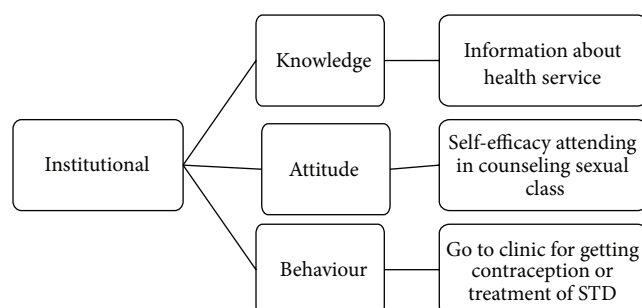 Knowledge
Information about
health service
Institutional
Attitude
Self-efficacy attending
in counseling sexual
class
Behaviour
Go to clinic for getting
contraception or
treatment of STD